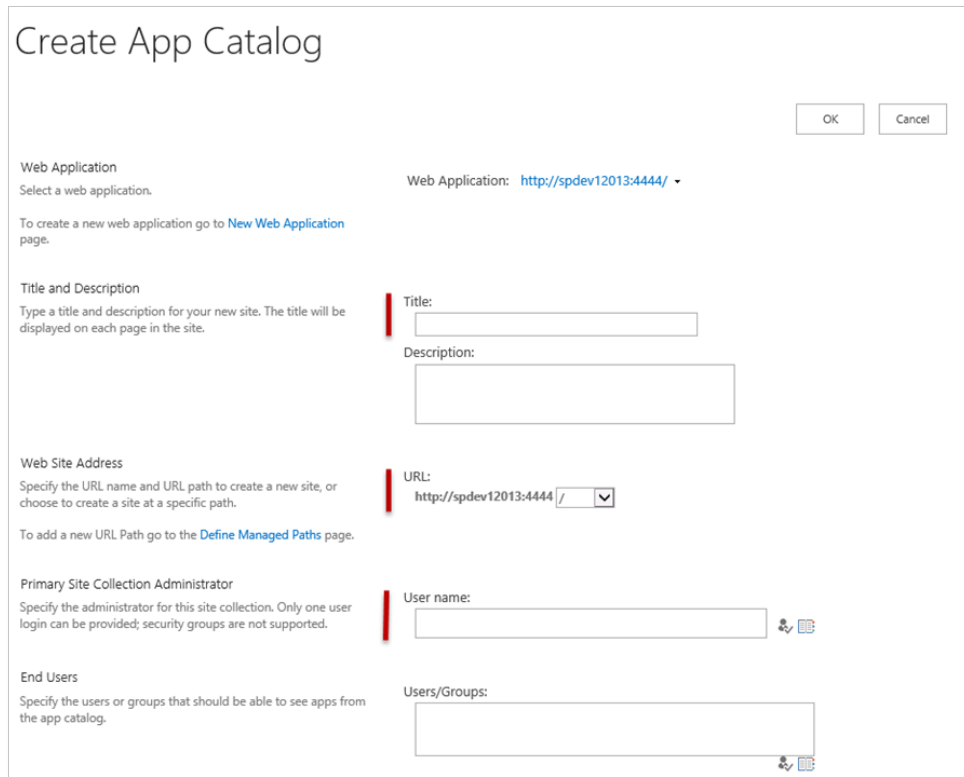 Create App Catalog
OK
Cancel
Web Application
Select a web application.
To create a new web application go to New Web Application
page.
Web Application: http://spdev12013:4444/
Title and Description
Type a title and description for your new site. The title will be
displayed on each page in the site.
Title:
Description:
Web Site Address
Specify the URL name and URL path to create a new site, or
choose to create a site at a specific path.
To add a new URL Path go to the Define Managed Paths page.
URL:
http://spdev12013:4444 /
Primary Site Collection Administrator
Specify the administrator for this site collection. Only one user
login can be provided; security groups are not supported.
User name:
End Users
Specify the users or groups that should be able to see apps from
the app catalog.
Users/Groups: